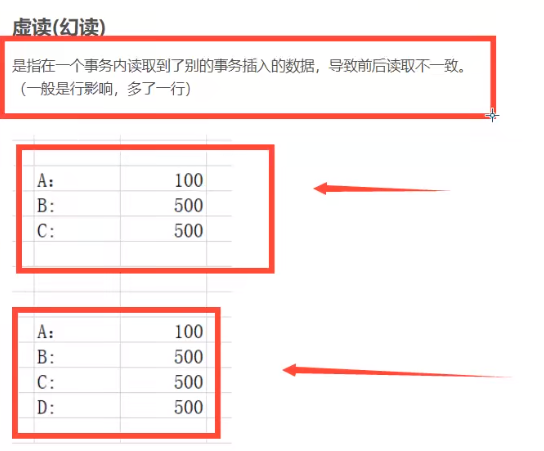 虚读(幻读)
是指在一个事务内读取到了别的事务插入的数据，导致前后读取不一致。
（一般是行影响，多了一行）
A： 100
B: 500
C: 500
A： 100
B: 500
C: 500
D: 500